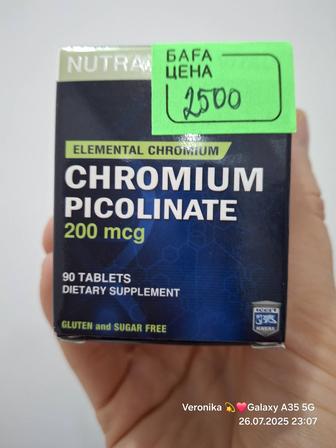 NUTRA
БАҒА
ЦЕНА
2500
ELEMENTAL CHROMIUM
CHROMIUM
PICOLINATE
200 mcg
90 TABLETS
DIETARY SUPPLEMENT
GLUTEN and SUGAR FREE
Veronika 💫❤️Galaxy A35 5G
26.07.2025 23:07